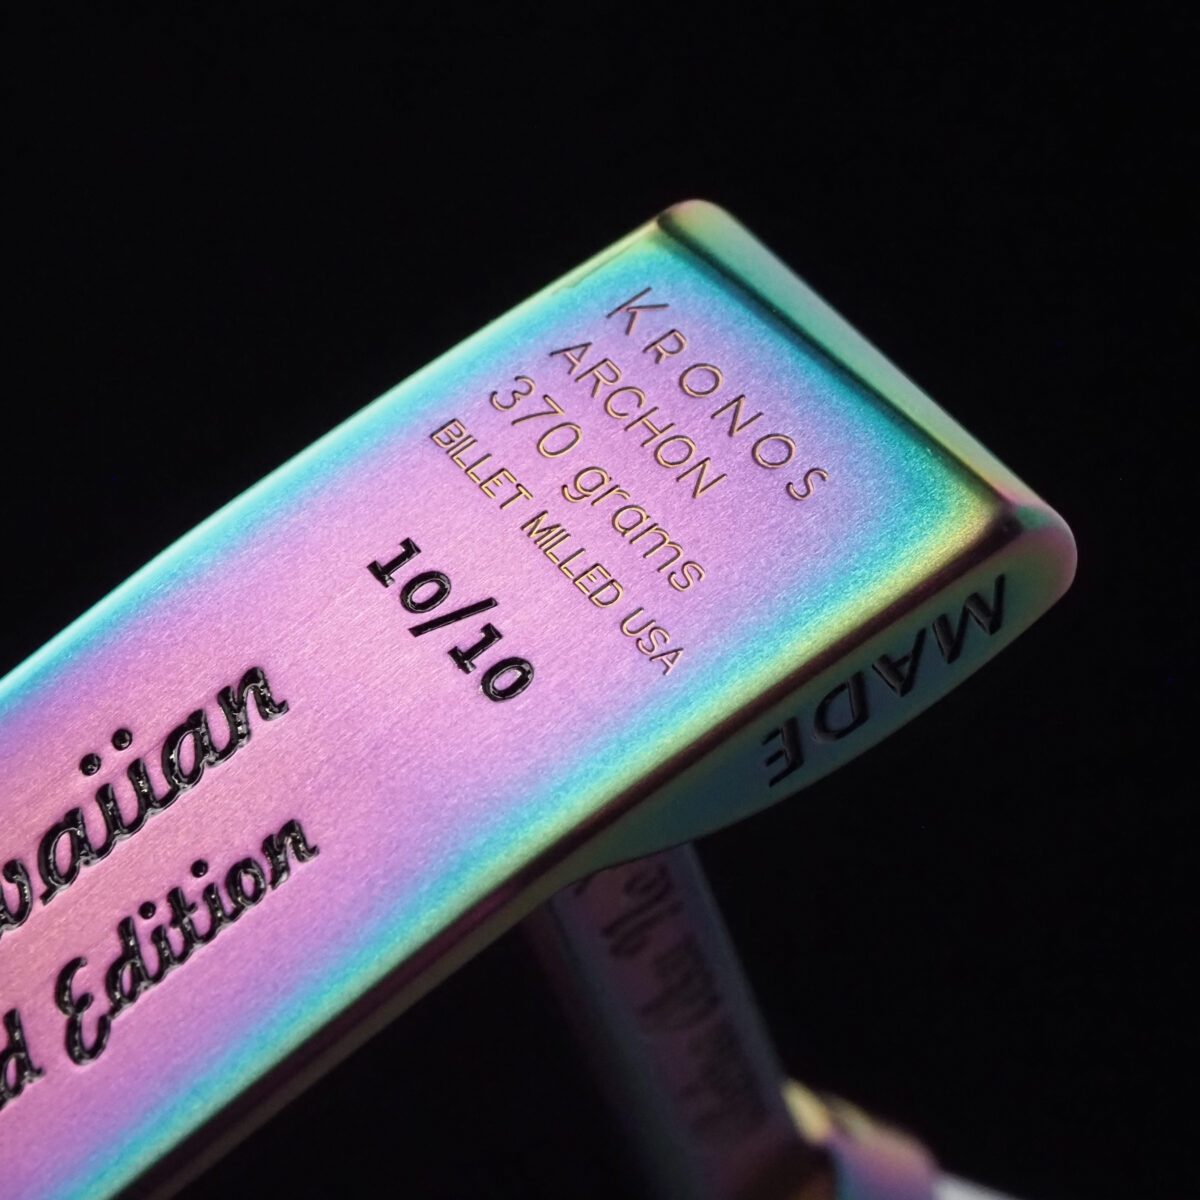 KRONOS
ARCHON
370 grams
BILLET MILLED USA
10/10
waiian
d Edition
MADE